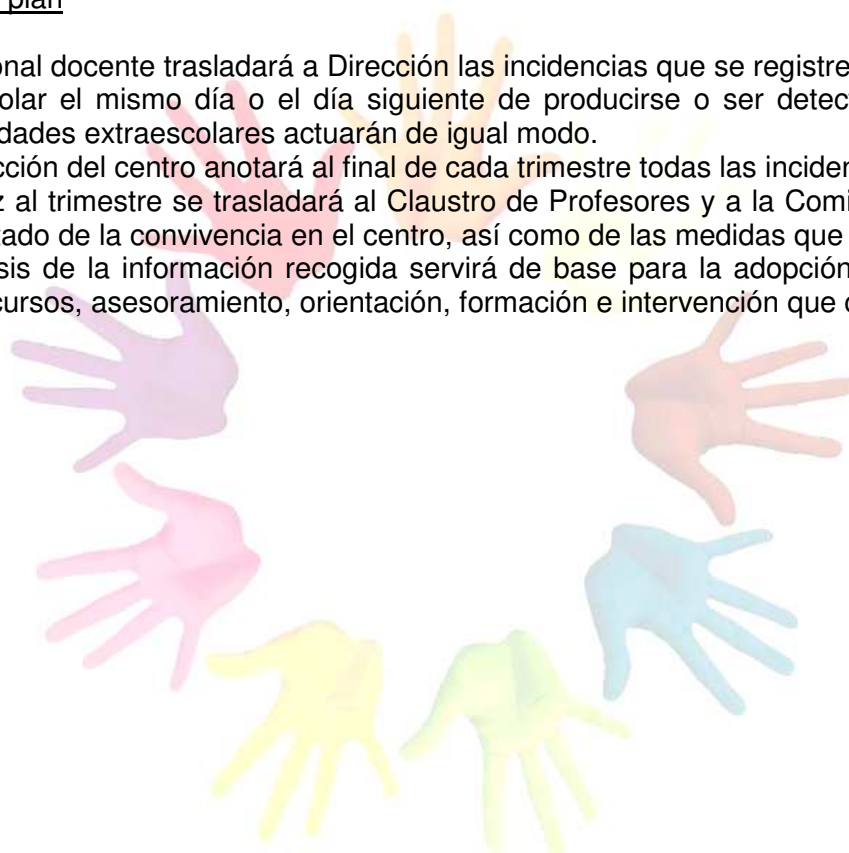 plan
onal docente trasladará a Dirección las incidencias que se registre
olar el mismo día o el día siguiente de producirse o ser detec
dades extraescolares actuarán de igual modo.
cción del centro anotará al final de cada trimestre todas las inciden
z al trimestre se trasladará al Claustro de Profesores y a la Comi
tado de la convivencia en el centro, así como de las medidas que
sis de la información recogida servirá de base para la adopción
cursos, asesoramiento, orientación, formación e intervención que